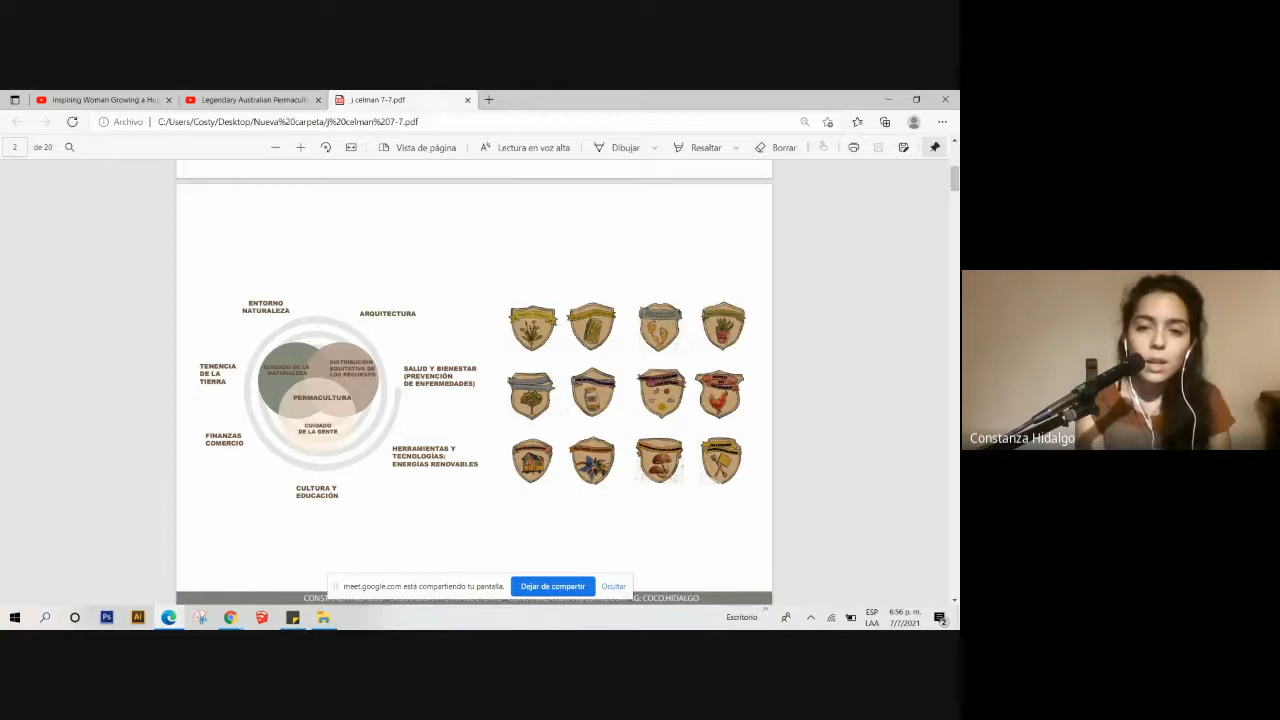 Inspiring Woman Growing a Hu
Legendary Australian Permacult
j celman 7-7.pdf
Archivo
C:/Users/Costy/Desktop/Nueva%20carpeta/j%20celman%207-7.pdf
2 de 20
Vista de página
Lectura en voz alta
Dibujar
Resaltar
Borrar
ENTORNO
NATURALEZA
ARQUITECTURA
TENENCIA
DE LA
TIERRA
CUIDADO DE LA
NATURALEZA
DISTRIBUCIÓN
EQUITATIVA DE
LOS RECURSOS
SALUD Y BIENESTAR
(PREVENCIÓN
DE ENFERMEDADES)
PERMACULTURA
CUIDADO
DE LA GENTE
FINANZAS
COMERCIO
HERRAMIENTAS Y
TECNOLOGÍAS:
ENERGÍAS RENOVABLES
CULTURA Y
EDUCACIÓN
meet.google.com está compartiendo tu pantalla.
Dejar de compartir
Ocultar
COCO.HIDALGO
Constanza Hidalgo
Escritorio
ESP
LAA
6:56 p. m.
7/7/2021
2